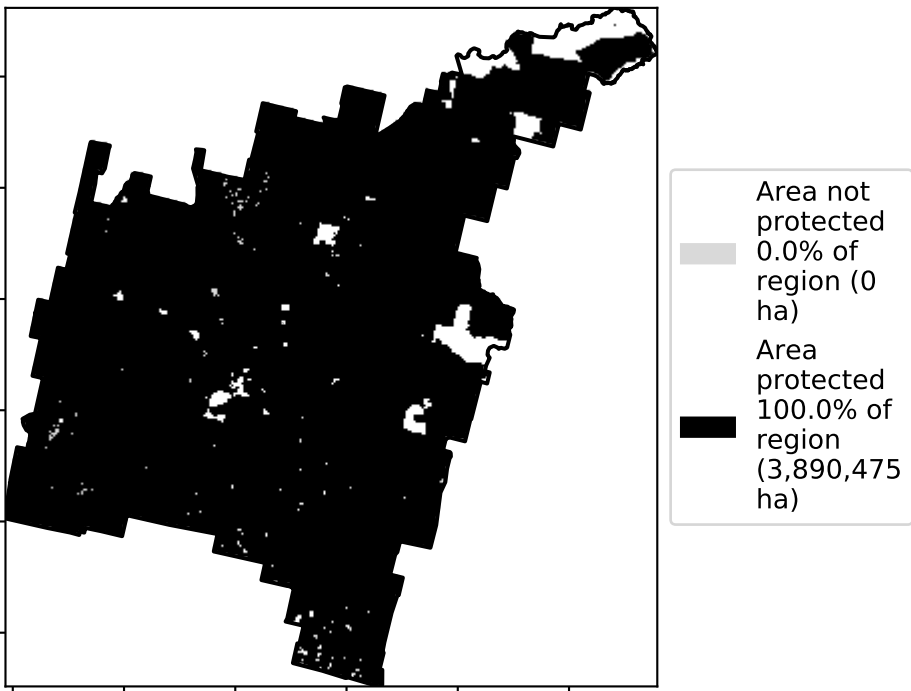 Area not
protected
0.0% of
region (0
ha)
Area
protected
100.0% of
region
(3,890,475
ha)